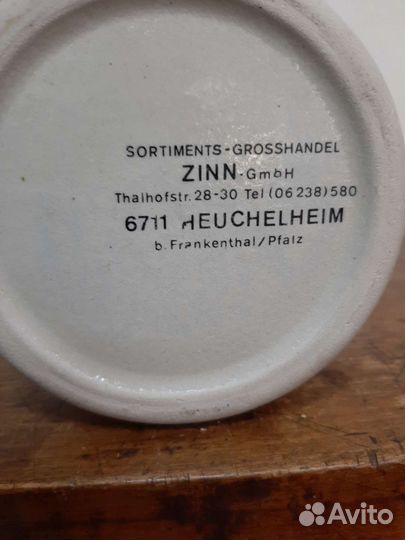 SORTIMENTS-GROSSHANDEL
ZINN-GmbH
Thalhofstr. 28-30 Tel (06238) 580
6711 HEUCHELHEIM
b. Frankenthal/Pfalz
Avito